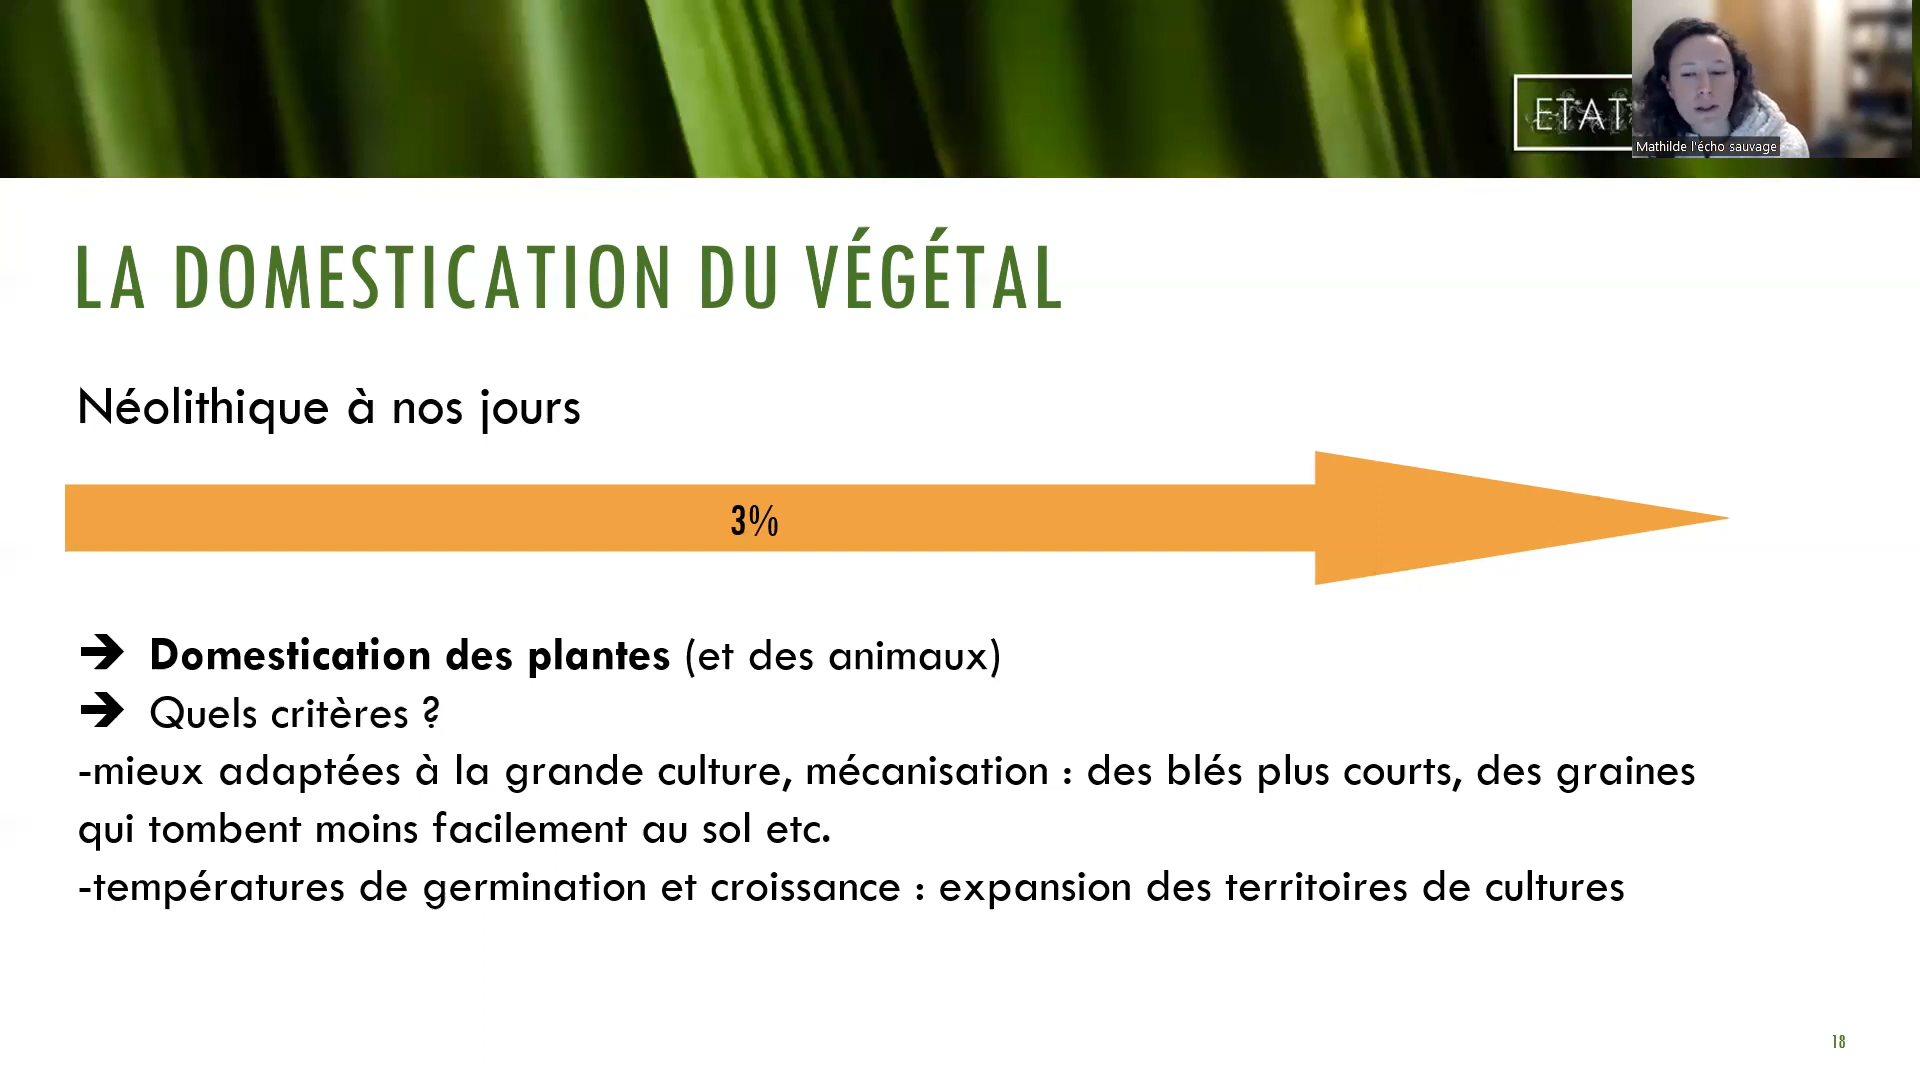 ETAT
Mathilde l'écho sauvage
LA DOMESTICATION DU VÉGÉTAL
Néolithique à nos jours
3%
➔ Domestication des plantes (et des animaux)
➔ Quels critères ?
-mieux adaptées à la grande culture, mécanisation : des blés plus courts, des graines
qui tombent moins facilement au sol etc.
-températures de germination et croissance : expansion des territoires de cultures
18